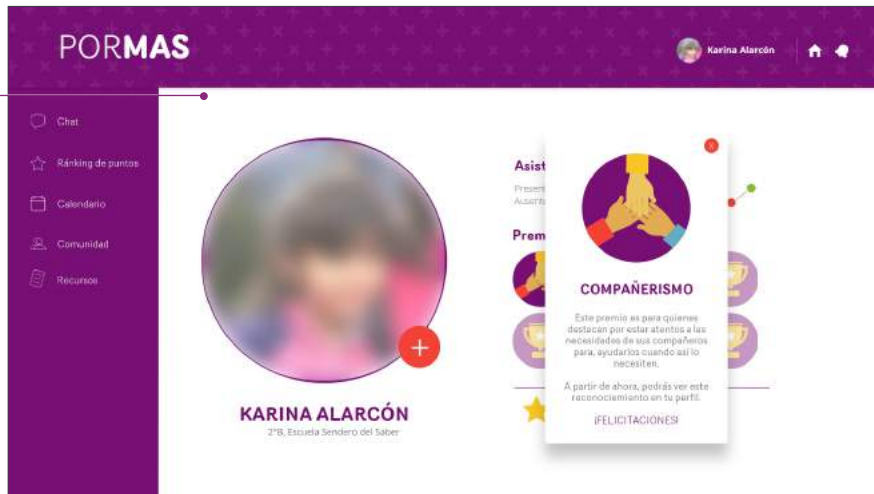 PORMAS
Karina Alarcón
Chat
Ránking de puntos
Calendario
Comunidad
Recursos
KARINA ALARCÓN
2°B, Escuela Sendero del Saber
Asist
Present
Ausent
Prem
X
COMPAÑERISMO
Este premio es para quienes
destacan por estar atentos a las
necesidades de sus compañeros
para, ayudarlos cuando así lo
necesiten.
A partir de ahora, podrás ver este
reconocimiento en tu perfil.
¡FELICITACIONES!